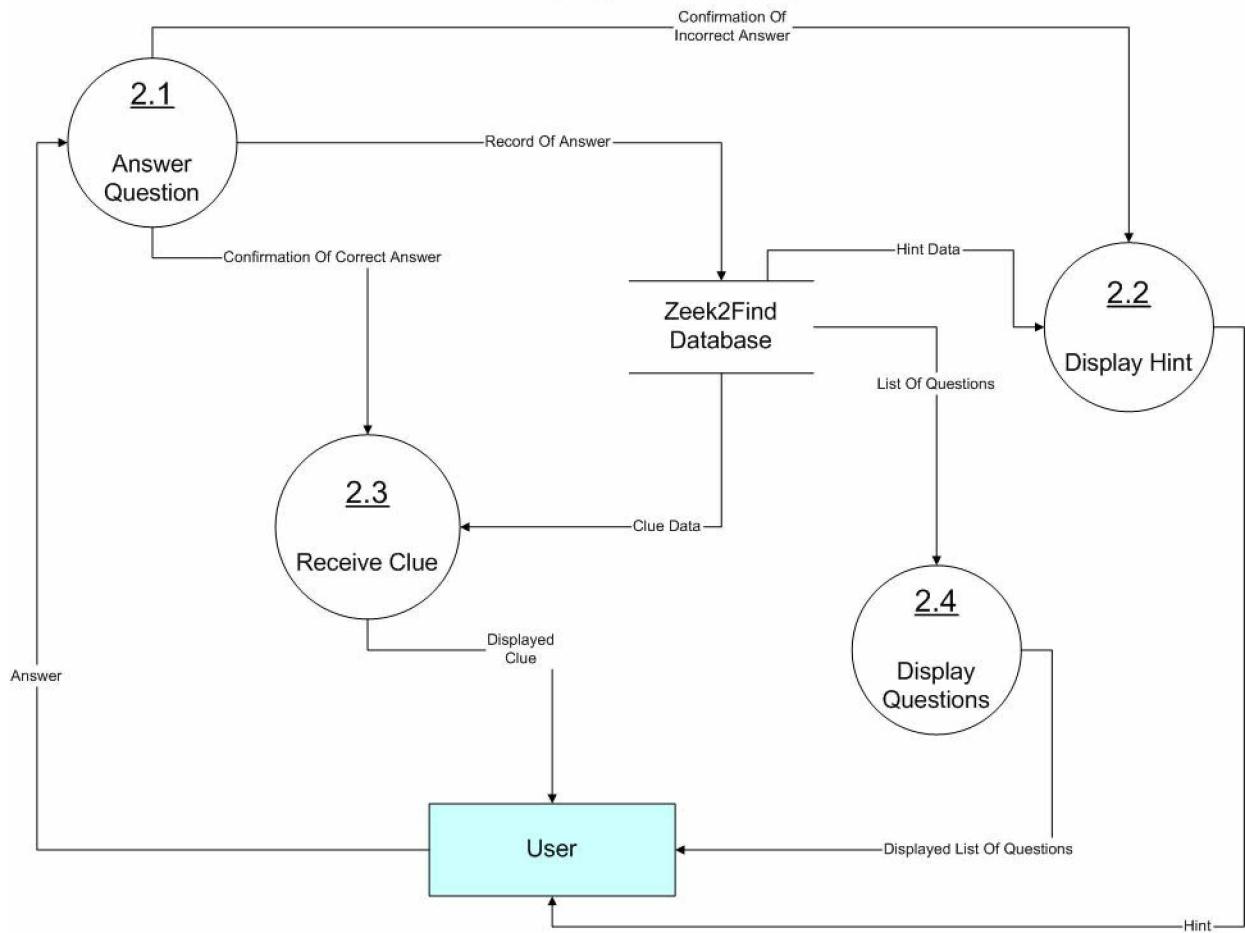 Confirmation Of
Incorrect Answer
2.1
Answer
Question
Record Of Answer
Confirmation Of Correct Answer
Hint Data
Zeek2Find
Database
2.2
Display Hint
List Of Questions
2.3
Receive Clue
Clue Data
2.4
Display
Questions
Displayed
Clue
Answer
User
Displayed List Of Questions
Hint